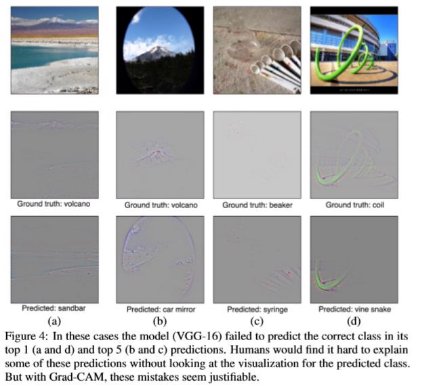 Ground truth: volcano Ground truth: volcano Ground truth: beaker Ground truth: coil
Predicted: sandbar Predicted: car mirror Predicted: syringe Predicted: vine snake
(a) (b) (c) (d)
Figure 4: In these cases the model (VGG-16) failed to predict the correct class in its
top 1 (a and d) and top 5 (b and c) predictions. Humans would find it hard to explain
some of these predictions without looking at the visualization for the predicted class.
But with Grad-CAM, these mistakes seem justifiable.